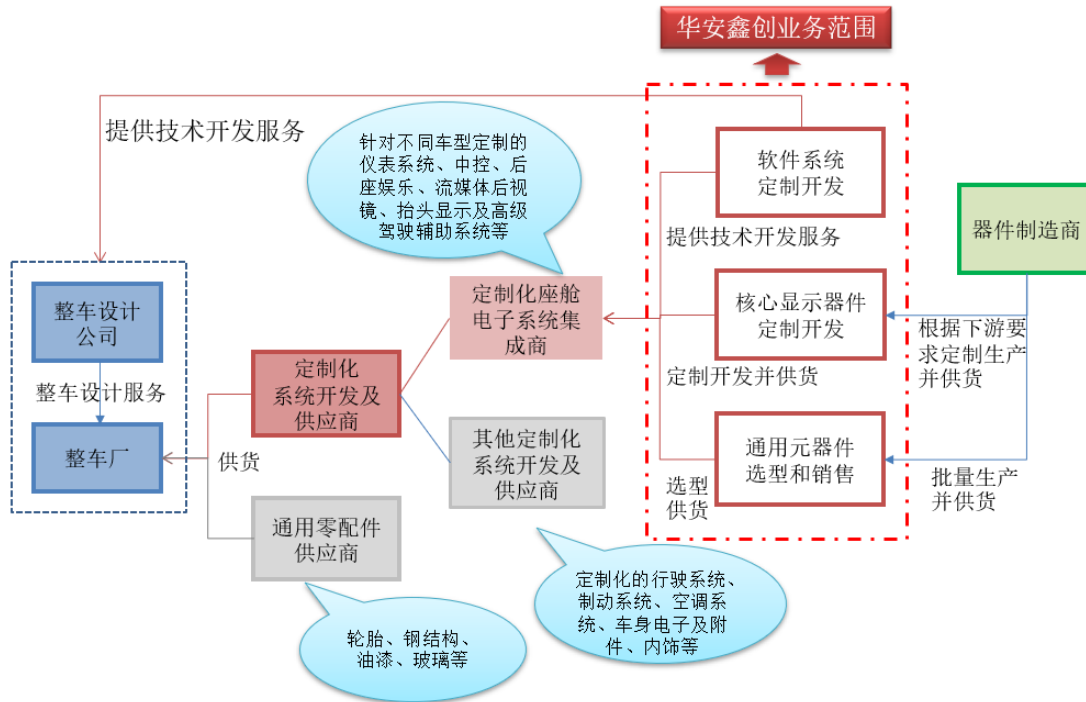 华安鑫创业务范围
提供技术开发服务
针对不同车型定制的
仪表系统、中控、后
座娱乐、流媒体后视
镜、抬头显示及高级
驾驶辅助系统等
软件系统
定制开发
提供技术开发服务
器件制造商
整车设计
公司
整车设计服务
整车厂
定制化座舱
电子系统集
成商
核心显示器件
定制开发
根据下游要
求定制生产
并供货
定制开发并供货
定制化
系统开发及
供应商
供货
其他定制化
系统开发及
供应商
通用元器件
选型和销售
选型
供货
批量生产
并供货
通用零配件
供应商
轮胎、钢结构、
油漆、玻璃等
定制化的行驶系统、
制动系统、空调系
统、车身电子及附
件、内饰等